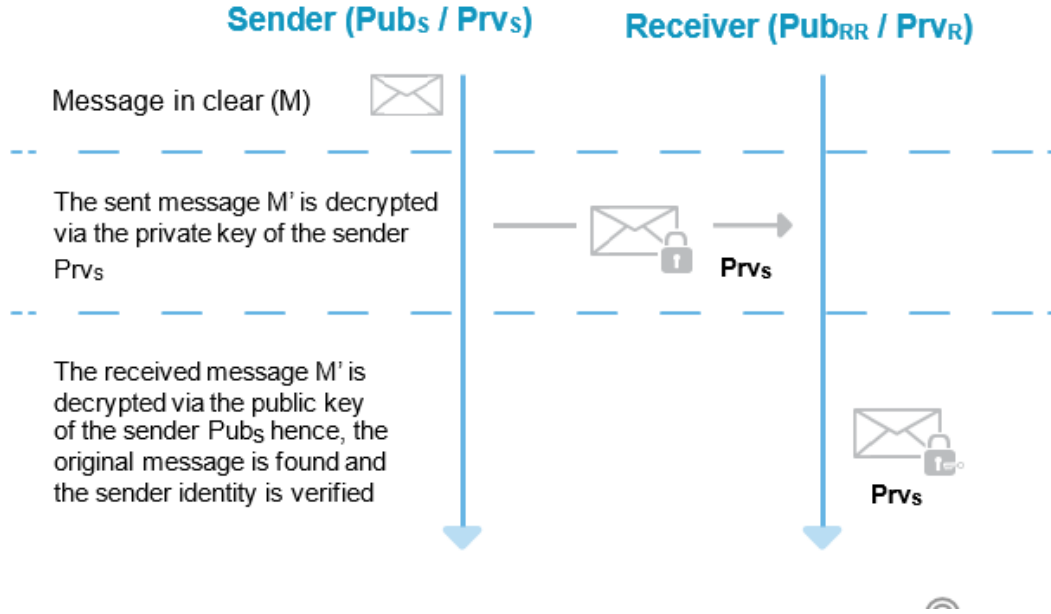 Sender (Pubs / Prvs)
Receiver (PubRR / PrvR)
Message in clear (M)
The sent message M’ is decrypted
via the private key of the sender
Prvs
Prvs
The received message M’ is
decrypted via the public key
of the sender Pubs hence, the
original message is found and
the sender identity is verified
Prvs